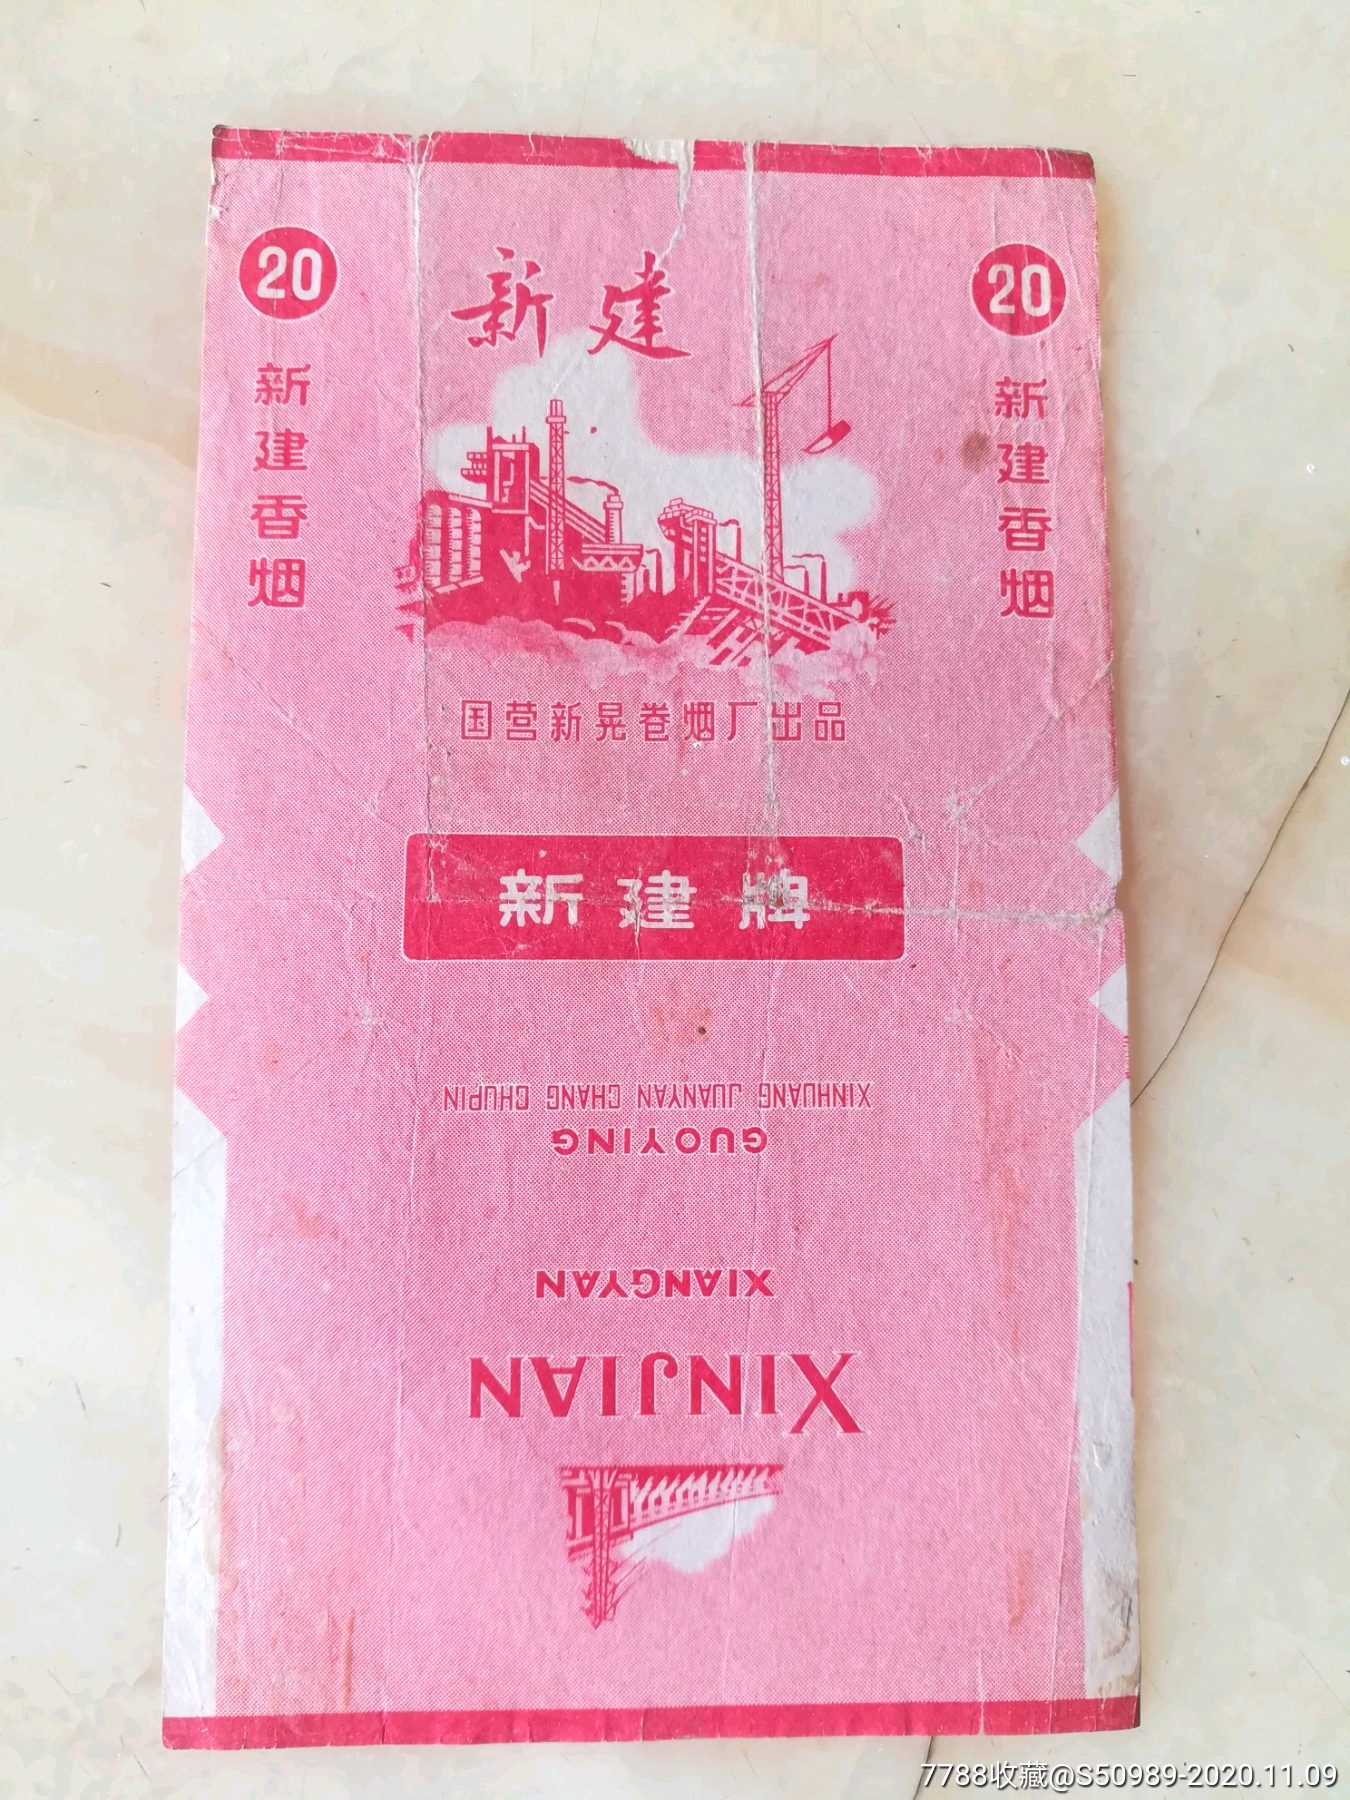 20
新建香烟
新建
20
新建香烟
国营新晃卷烟厂出品
新建牌
XINJIAN
XIANGYAN
GUOYING
XINHUANG JUANYAN CHANG CHUPIN
7788收藏@S50989-2020.11.09